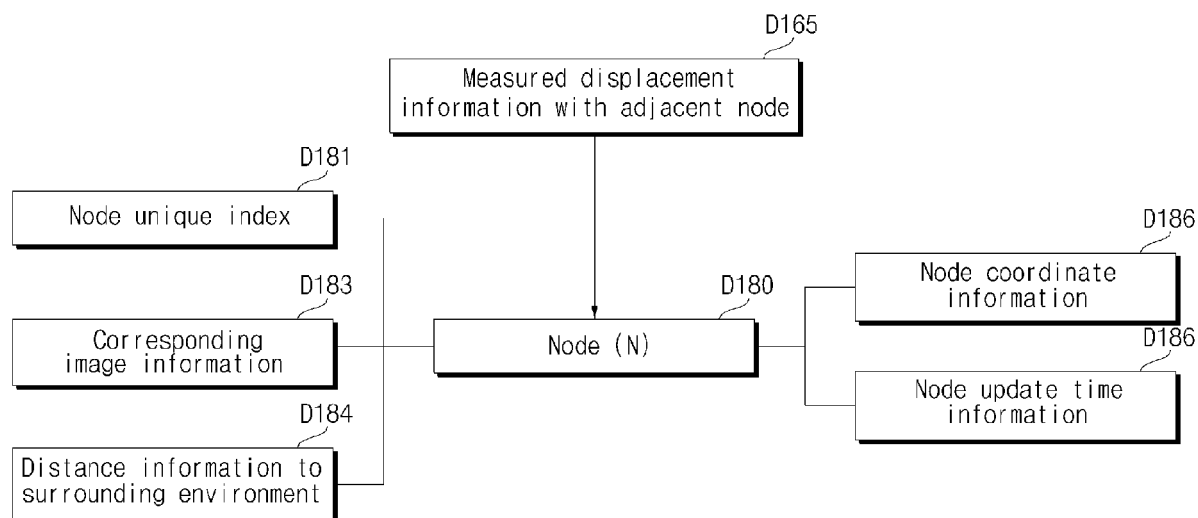 D165
Measured displacement
information with adjacent node
D181
Node unique index
D183
Corresponding
image information
D184
Distance information to
surrounding environment
D180
Node (N)
D186
Node coordinate
information
D186
Node update time
information